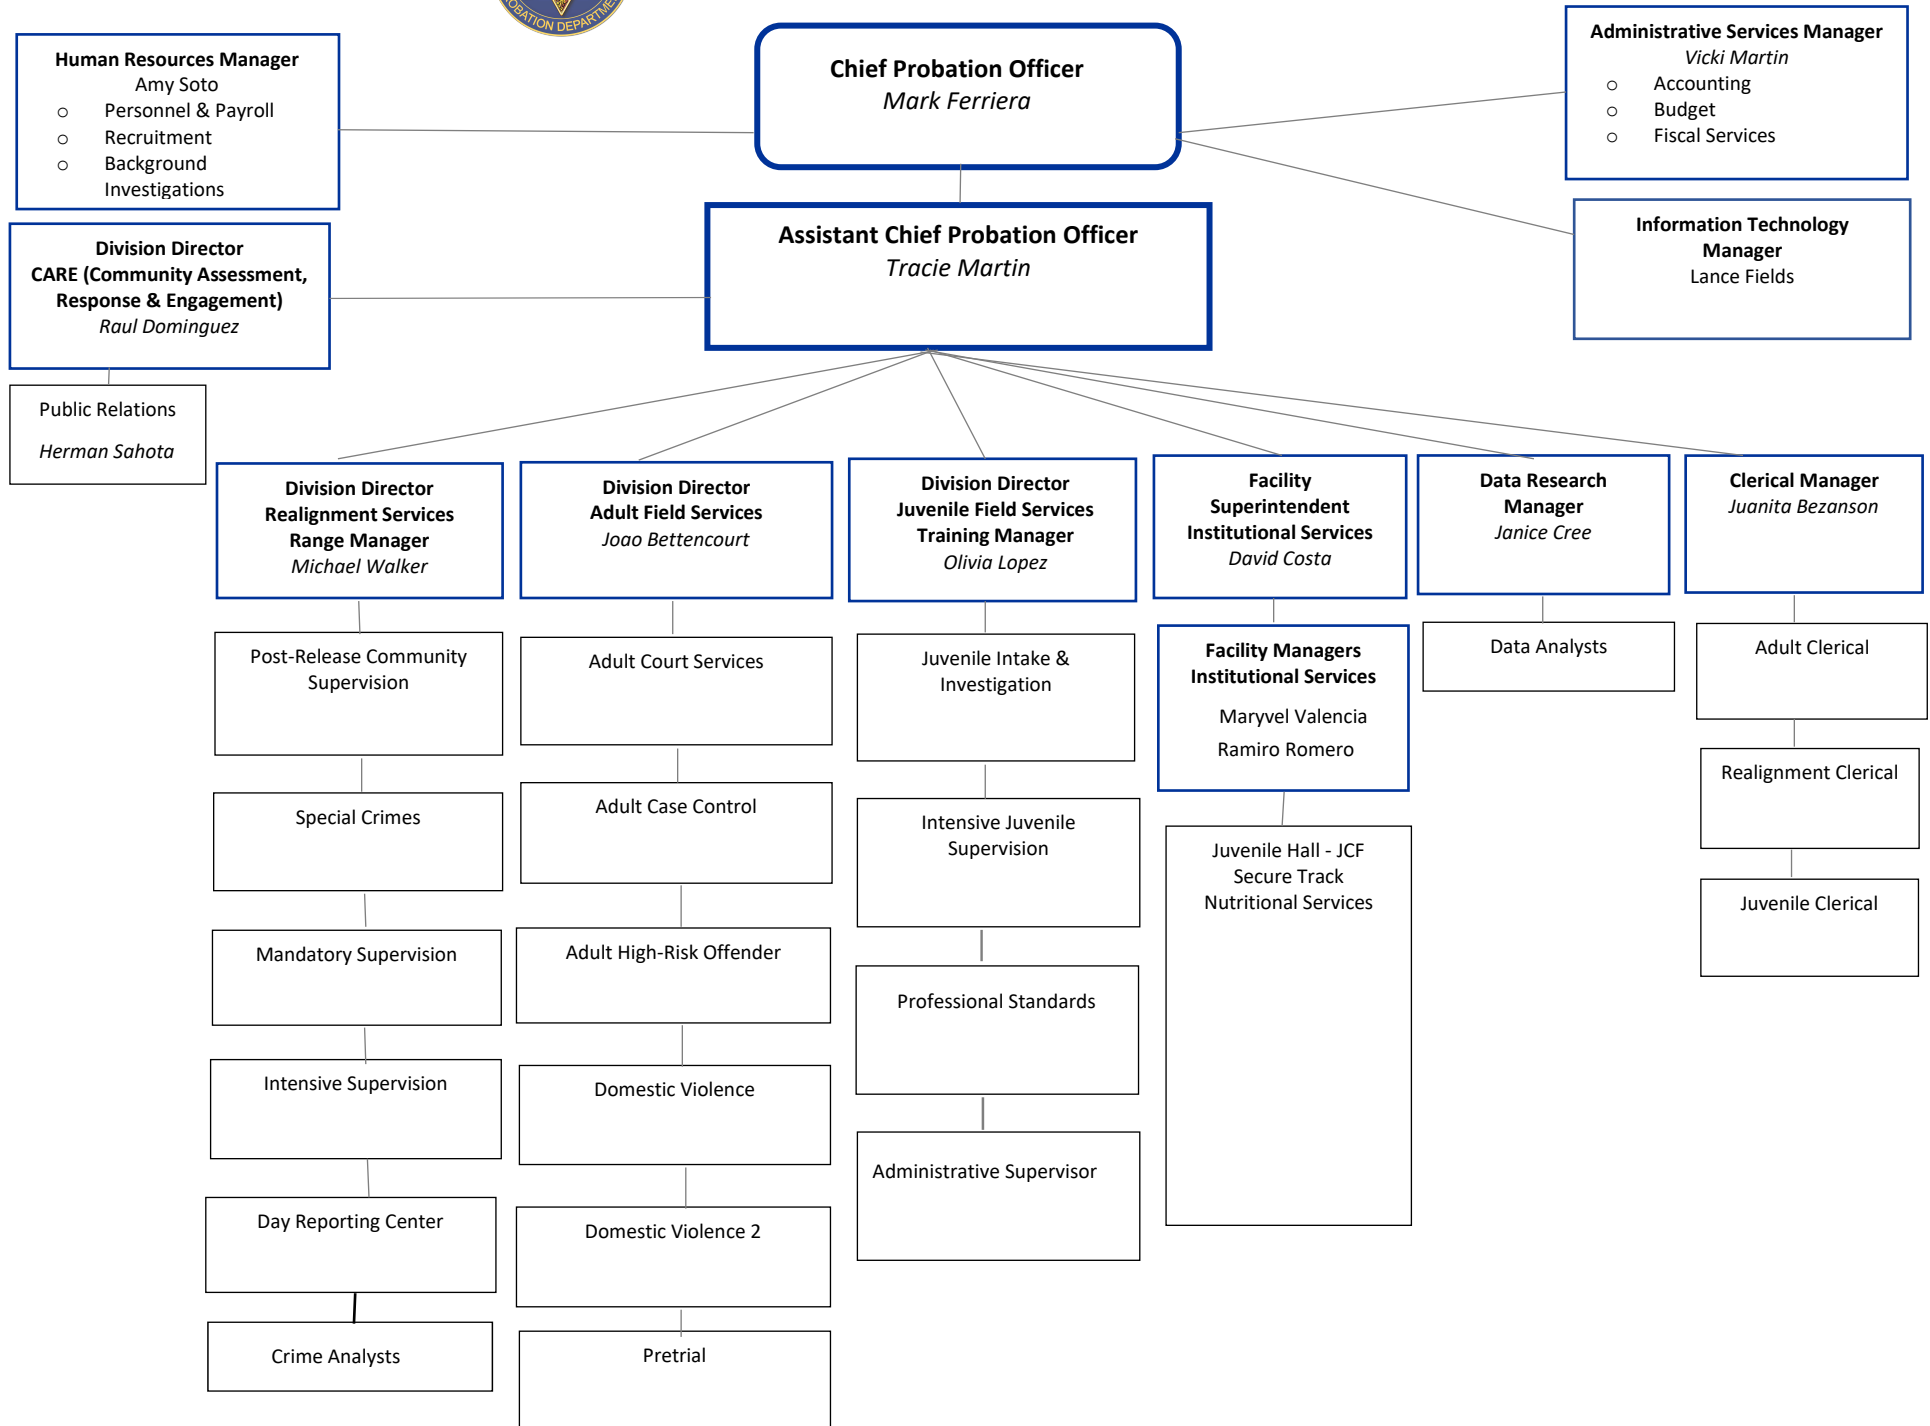 PROBATION DEPARTMENT
Human Resources Manager
Amy Soto
o Personnel & Payroll
o Recruitment
o Background
Investigations
Chief Probation Officer
Mark Ferriera
Administrative Services Manager
Vicki Martin
o Accounting
o Budget
o Fiscal Services
Division Director
CARE (Community Assessment,
Response & Engagement)
Raul Dominguez
Assistant Chief Probation Officer
Tracie Martin
Information Technology
Manager
Lance Fields
Public Relations
Herman Sahota
Division Director
Realignment Services
Range Manager
Michael Walker
Division Director
Adult Field Services
Joao Bettencourt
Division Director
Juvenile Field Services
Training Manager
Olivia Lopez
Facility
Superintendent
Institutional Services
David Costa
Data Research
Manager
Janice Cree
Clerical Manager
Juanita Bezanson
Post-Release Community
Supervision
Special Crimes
Mandatory Supervision
Intensive Supervision
Day Reporting Center
Crime Analysts
Adult Court Services
Adult Case Control
Adult High-Risk Offender
Domestic Violence
Domestic Violence 2
Pretrial
Juvenile Intake &
Investigation
Intensive Juvenile
Supervision
Professional Standards
Administrative Supervisor
Facility Managers
Institutional Services
Maryvel Valencia
Ramiro Romero
Juvenile Hall - JCF
Secure Track
Nutritional Services
Data Analysts
Adult Clerical
Realignment Clerical
Juvenile Clerical